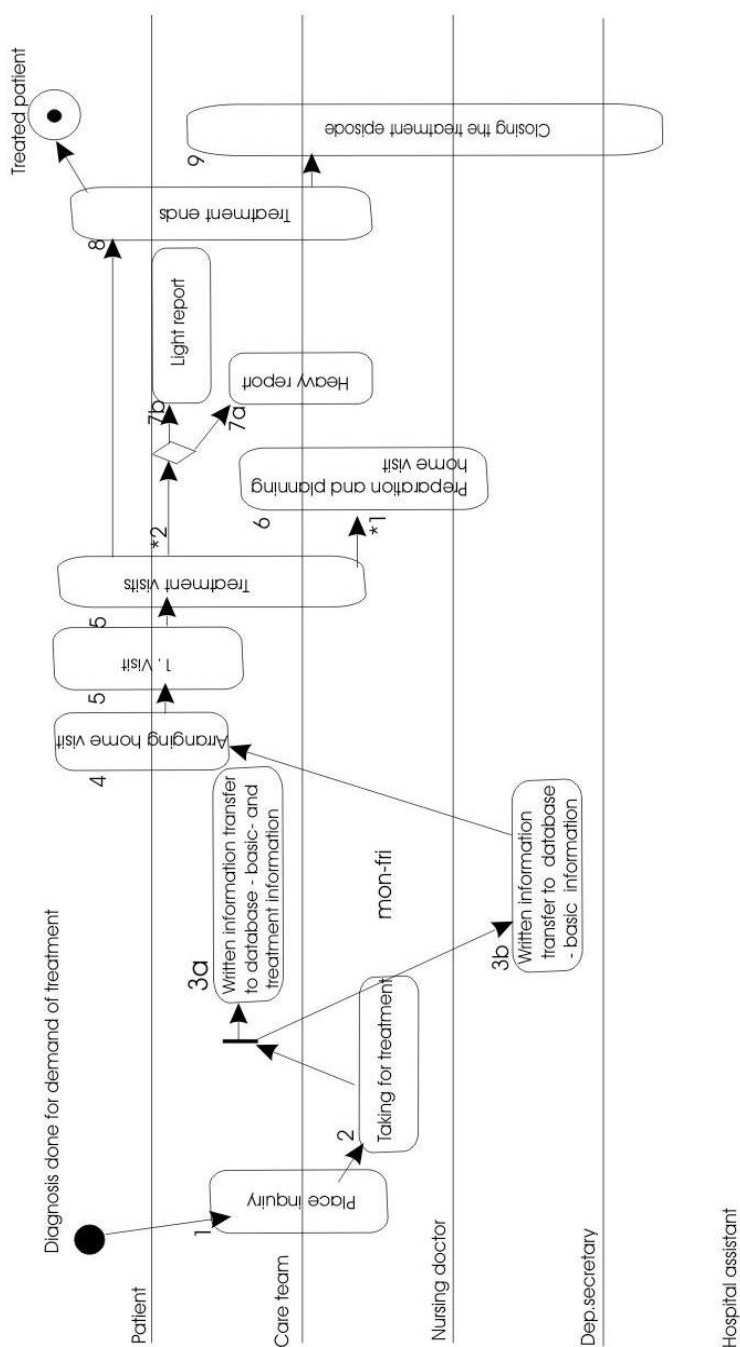 Diagnosis done for demand of treatment
Treated patient
Patient
Care team
Nursing doctor
Dep.secretary
Hospital assistant
1
Place inquiry
2
Taking for treatment
3a
Written information transfer
to database - basic- and
treatment information
mon-fri
3b
Written information
transfer to database
- basic information
4
Arranging home visit
5
1. Visit
5
Treatment visits
*2
*1
6
Preparation and planning
home visit
7b
Light report
7a
Heavy report
8
Treatment ends
9
Closing the treatment episode